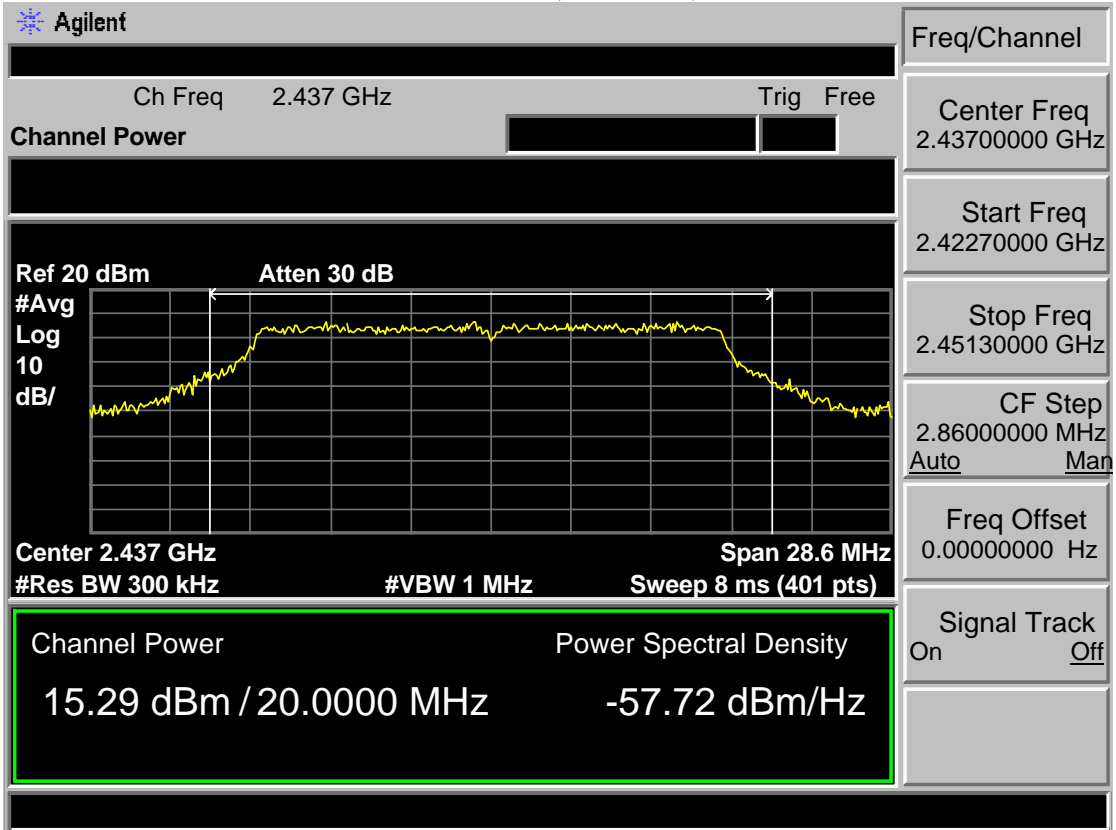 Agilent
Freq/Channel
Ch Freq 2.437 GHz Trig Free
Channel Power
Center Freq
2.43700000 GHz
Start Freq
2.42270000 GHz
Ref 20 dBm Atten 30 dB
#Avg
Log
10
dB/
Stop Freq
2.45130000 GHz
CF Step
2.86000000 MHz
Auto Man
Freq Offset
0.00000000 Hz
Center 2.437 GHz Span 28.6 MHz
#Res BW 300 kHz #VBW 1 MHz Sweep 8 ms (401 pts)
Signal Track
On Off
Channel Power Power Spectral Density
15.29 dBm / 20.0000 MHz -57.72 dBm/Hz